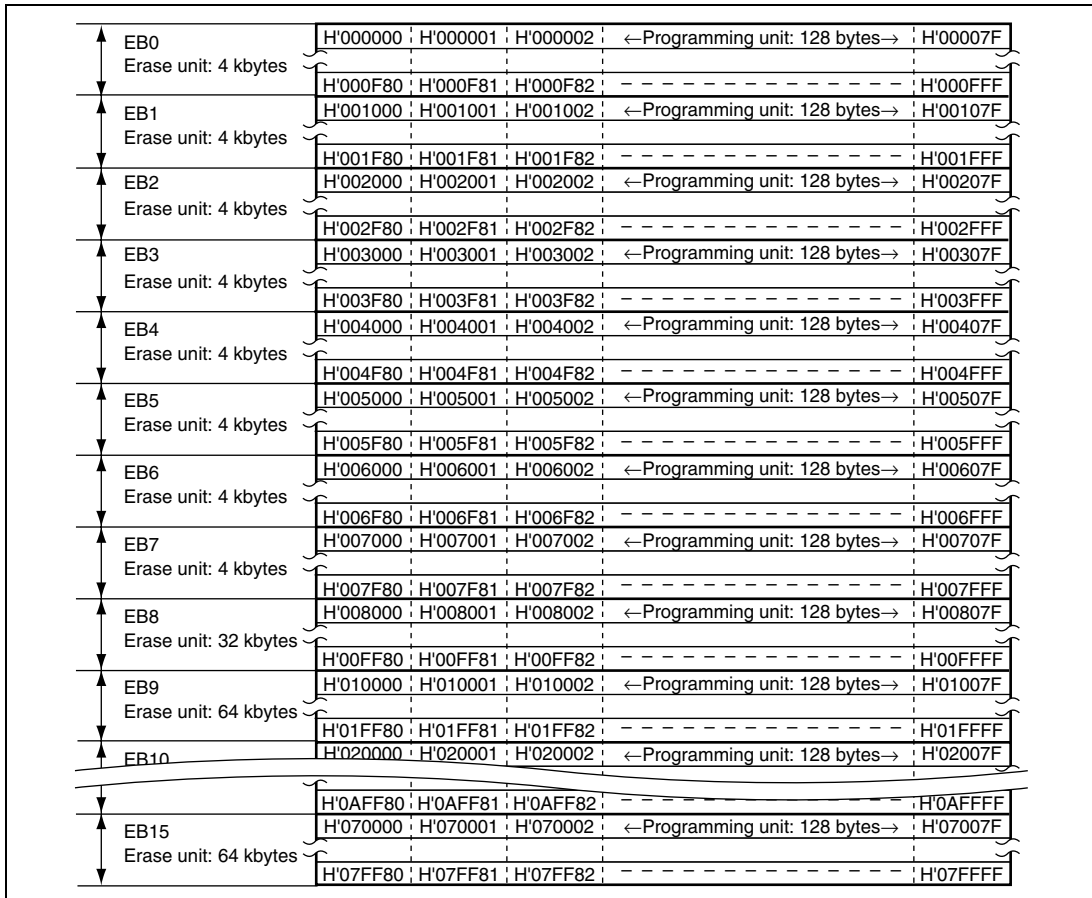 EB0 H'000000 H'000001 H'000002 ←Programming unit: 128 bytes→ H'00007F
Erase unit: 4 kbytes
H'000F80 H'000F81 H'000F82 – – – – – – – – – – – – – – H'000FFF
EB1 H'001000 H'001001 H'001002 ←Programming unit: 128 bytes→ H'00107F
Erase unit: 4 kbytes
H'001F80 H'001F81 H'001F82 – – – – – – – – – – – – – – H'001FFF
EB2 H'002000 H'002001 H'002002 ←Programming unit: 128 bytes→ H'00207F
Erase unit: 4 kbytes
H'002F80 H'002F81 H'002F82 – – – – – – – – – – – – – – H'002FFF
EB3 H'003000 H'003001 H'003002 ←Programming unit: 128 bytes→ H'00307F
Erase unit: 4 kbytes
H'003F80 H'003F81 H'003F82 – – – – – – – – – – – – – – H'003FFF
EB4 H'004000 H'004001 H'004002 ←Programming unit: 128 bytes→ H'00407F
Erase unit: 4 kbytes
H'004F80 H'004F81 H'004F82 – – – – – – – – – – – – – – H'004FFF
EB5 H'005000 H'005001 H'005002 ←Programming unit: 128 bytes→ H'00507F
Erase unit: 4 kbytes
H'005F80 H'005F81 H'005F82 – – – – – – – – – – – – – – H'005FFF
EB6 H'006000 H'006001 H'006002 ←Programming unit: 128 bytes→ H'00607F
Erase unit: 4 kbytes
H'006F80 H'006F81 H'006F82 – – – – – – – – – – – – – – H'006FFF
EB7 H'007000 H'007001 H'007002 ←Programming unit: 128 bytes→ H'00707F
Erase unit: 4 kbytes
H'007F80 H'007F81 H'007F82 – – – – – – – – – – – – – – H'007FFF
EB8 H'008000 H'008001 H'008002 ←Programming unit: 128 bytes→ H'00807F
Erase unit: 32 kbytes
H'00FF80 H'00FF81 H'00FF82 – – – – – – – – – – – – – – H'00FFFF
EB9 H'010000 H'010001 H'010002 ←Programming unit: 128 bytes→ H'01007F
Erase unit: 64 kbytes
H'01FF80 H'01FF81 H'01FF82 – – – – – – – – – – – – – – H'01FFFF
EB10 H'020000 H'020001 H'020002 ←Programming unit: 128 bytes→ H'02007F
H'0AFF80 H'0AFF81 H'0AFF82 – – – – – – – – – – – – – – H'0AFFFF
EB15 H'070000 H'070001 H'070002 ←Programming unit: 128 bytes→ H'07007F
Erase unit: 64 kbytes
H'07FF80 H'07FF81 H'07FF82 – – – – – – – – – – – – – – H'07FFFF